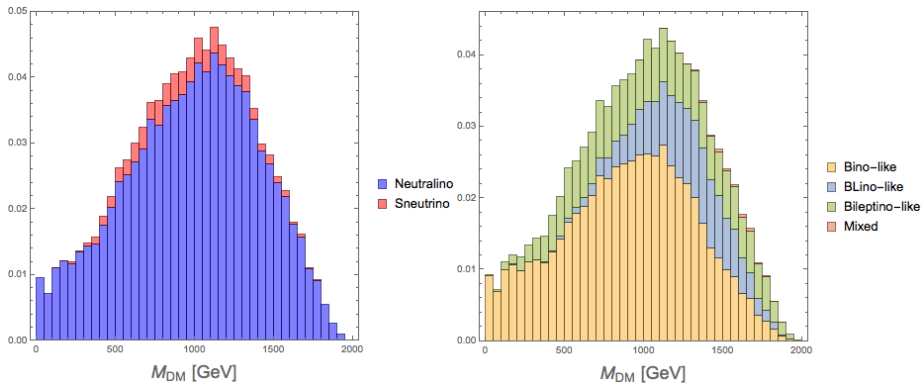 0.05
0.04
0.03
0.02
0.01
0.00
0
500
1000
1500
2000
M_DM [GeV]
Neutralino
Sneutrino
0.04
0.03
0.02
0.01
0.00
0
500
1000
1500
2000
M_DM [GeV]
Bino-like
BLino-like
Bileptino-like
Mixed